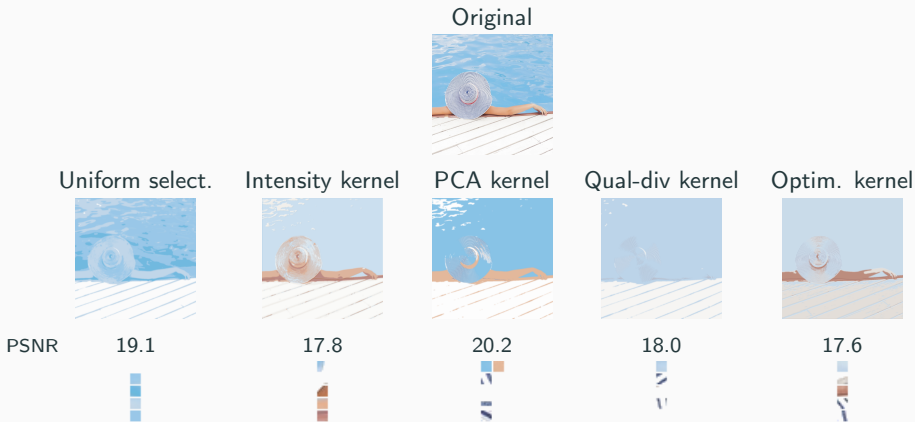 Original
Uniform select. Intensity kernel PCA kernel Qual-div kernel Optim. kernel
PSNR 19.1 17.8 20.2 18.0 17.6